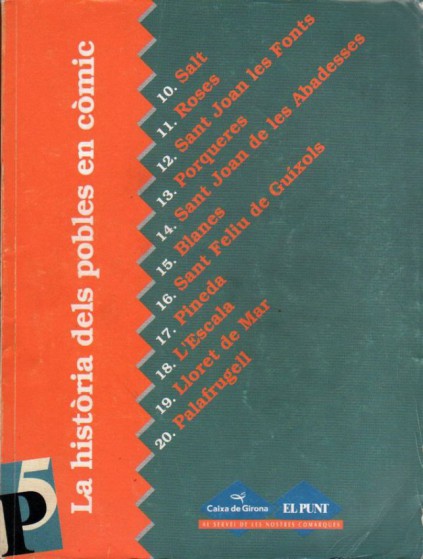 La història dels pobles en còmic
10. Salt
11. Roses
12. Sant Joan les Fonts
13. Porqueres
14. Sant Joan de les Abadesses
15. Blanes
16. Sant Feliu de Guíxols
17. Pineda
18. L'Escala
19. Lloret de Mar
20. Palafrugell
5
P
Caixa de Girona
EL PUNT
AL SERVEI DE LES NOSTRES COMARQUES